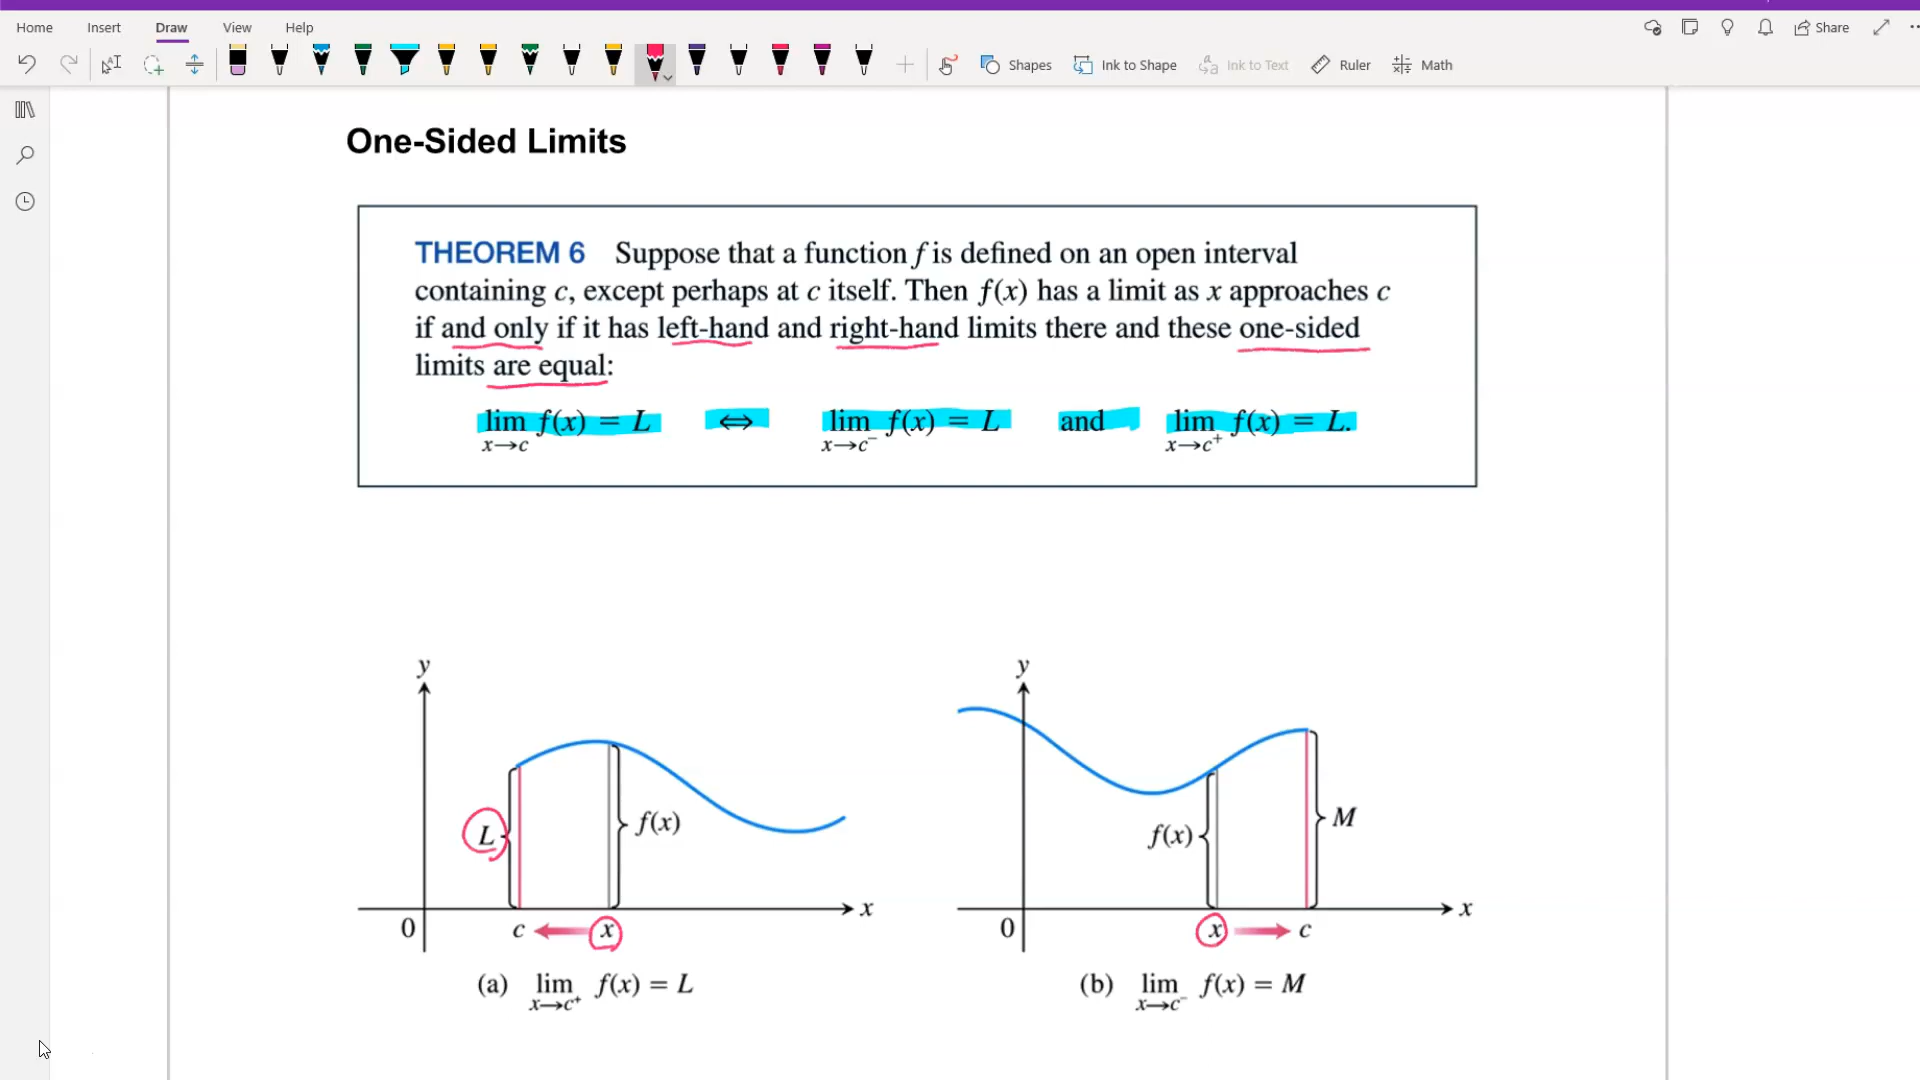 Home Insert Draw View Help Share
Shapes Ink to Shape Ink to Text Ruler Math
One-Sided Limits
THEOREM 6 Suppose that a function f is defined on an open interval
containing c, except perhaps at c itself. Then f(x) has a limit as x approaches c
if and only if it has left-hand and right-hand limits there and these one-sided
limits are equal:
lim f(x) = L ⇔ lim f(x) = L and lim f(x) = L.
x→c x→c⁻ x→c⁺
y
L
f(x)
x
0
c
x
(a) lim f(x) = L
x→c⁺
y
f(x)
M
x
0
x
c
(b) lim f(x) = M
x→c⁻